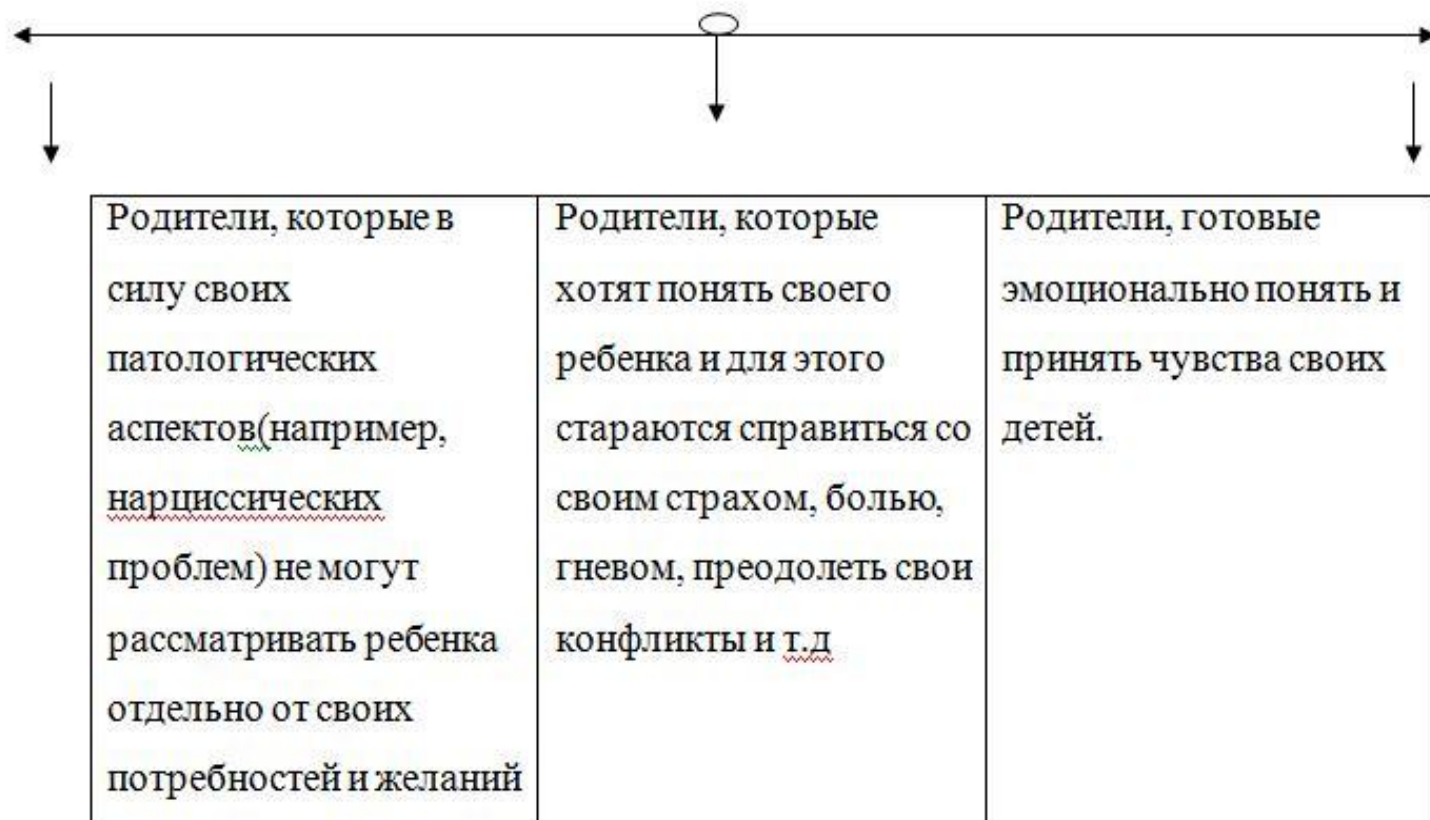 Родители, которые в
силу своих
патологических
аспектов(например,
нарциссических
проблем) не могут
рассматривать ребенка
отдельно от своих
потребностей и желаний
Родители, которые
хотят понять своего
ребенка и для этого
стараются справиться со
своим страхом, болью,
гневом, преодолеть свои
конфликты и т.д
Родители, готовые
эмоционально понять и
принять чувства своих
детей.